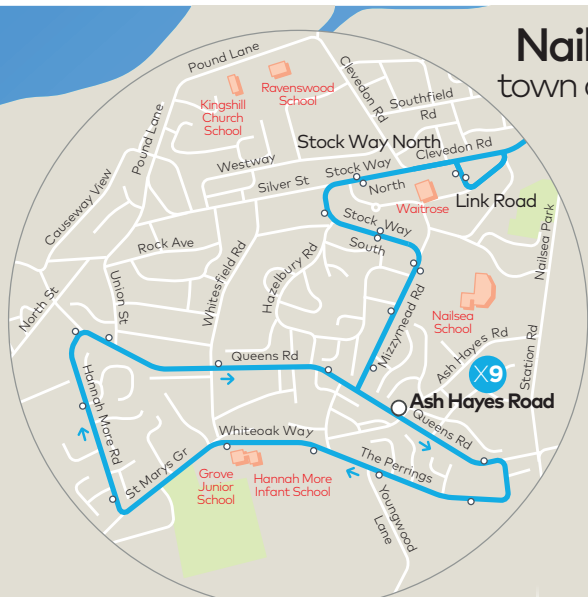 Nail
town
Pound Lane
Ravenswood
School
Kingshill
Church
School
Clevedon Rd
Southfield
Rd
Pound Lane
Stock Way North
Clevedon Rd
Westway
Stock Way
North
Silver St
Waitrose
Link Road
Causeway View
Stock Way
South
Rock Ave
Whitesfield Rd
Hazelbury Rd
Nailsea Park
North St
Union St
Mizzymead Rd
Nailsea
School
Ash Hayes Rd
Station Rd
Queens Rd
X9
Ash Hayes Road
Hannah More Rd
Queens Rd
Whiteoak Way
St Marys Gr
The Perrings
Grove
Junior
School
Hannah More
Infant School
Youngwood
Lane